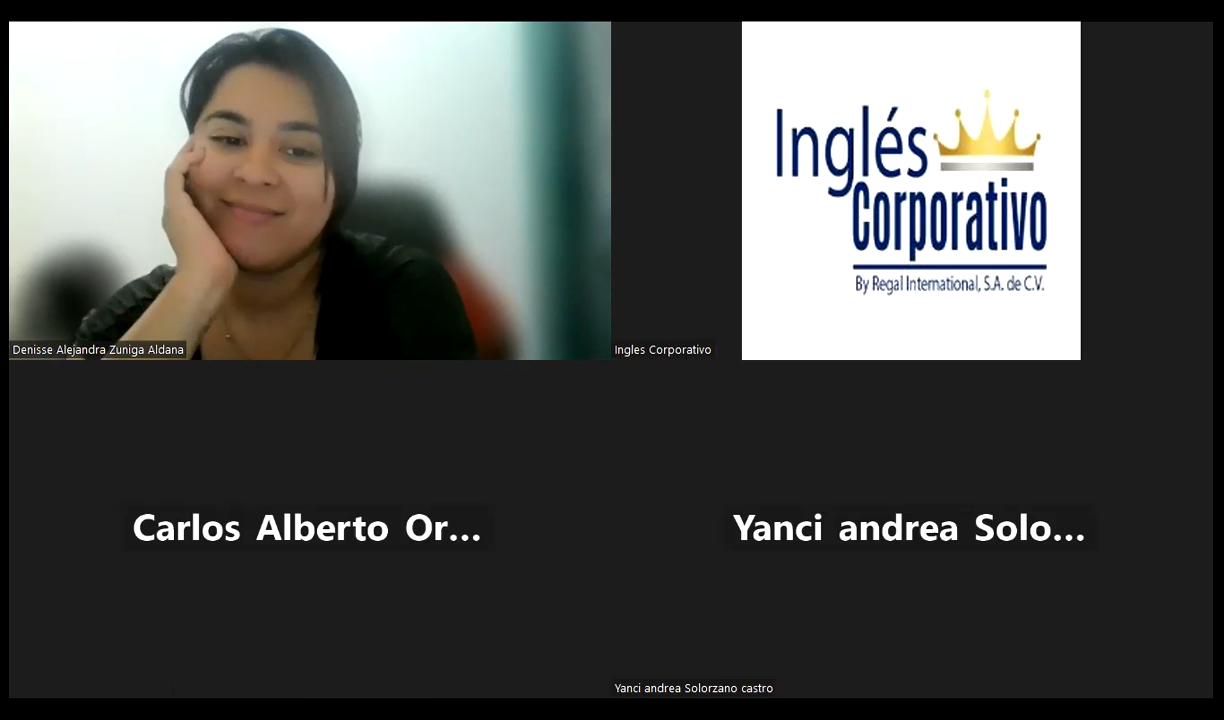 Inglés
Corporativo
By Regal International, S.A. de C.V.
Denisse Alejandra Zuniga Aldana
Ingles Corporativo
Carlos Alberto Or...
Yanci andrea Solo...
Yanci andrea Solorzano castro